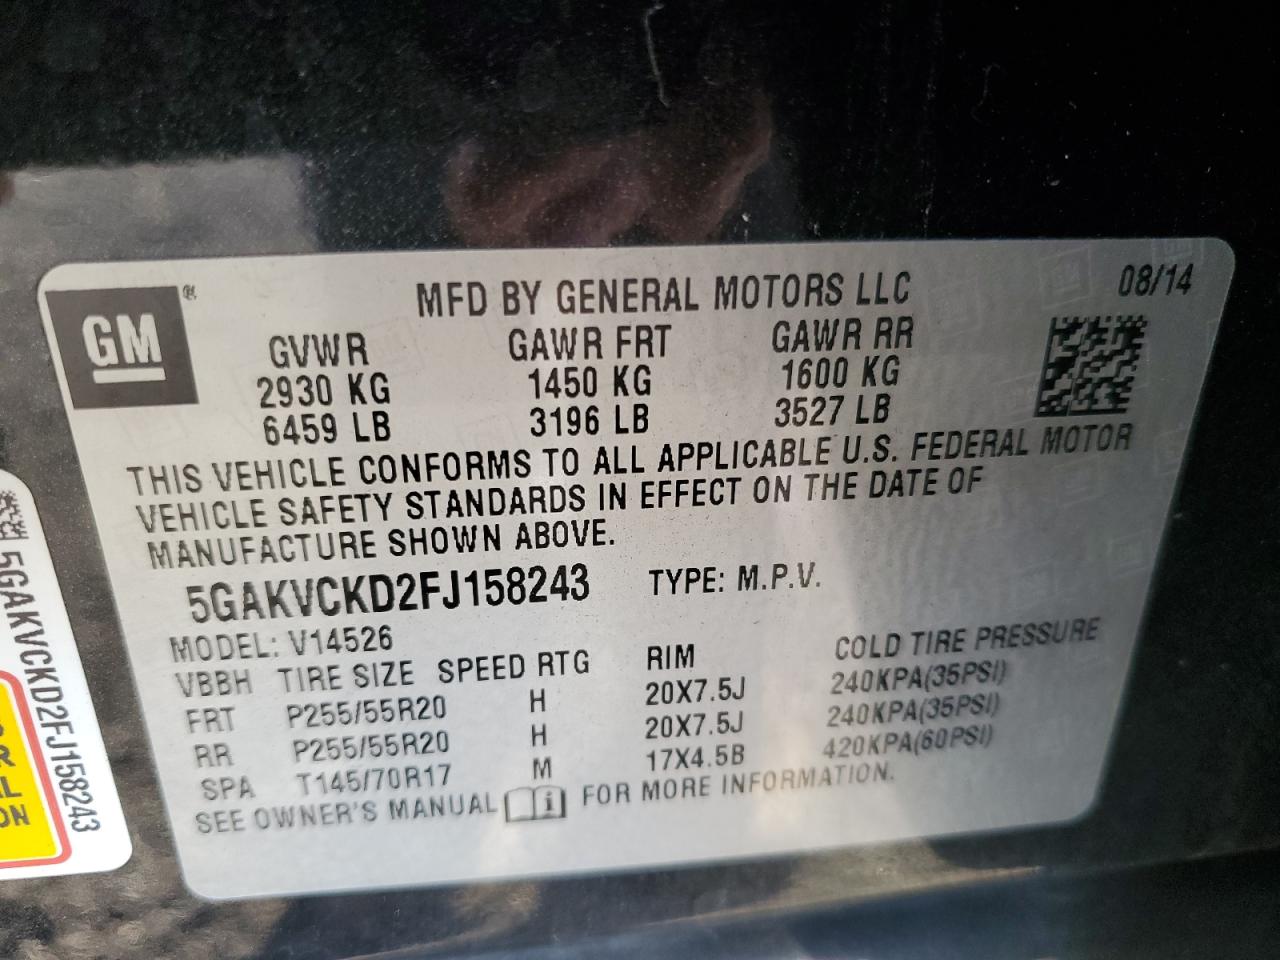 GM ®
MFD BY GENERAL MOTORS LLC 08/14
GVWR GAWR FRT GAWR RR
2930 KG 1450 KG 1600 KG
6459 LB 3196 LB 3527 LB
THIS VEHICLE CONFORMS TO ALL APPLICABLE U.S. FEDERAL MOTOR
VEHICLE SAFETY STANDARDS IN EFFECT ON THE DATE OF
MANUFACTURE SHOWN ABOVE.
5GAKVCKD2FJ158243 TYPE: M.P.V.
MODEL: V14526
VBBH TIRE SIZE SPEED RTG RIM COLD TIRE PRESSURE
FRT P255/55R20 H 20X7.5J 240KPA(35PSI)
RR P255/55R20 H 20X7.5J 240KPA(35PSI)
SPA T145/70R17 M 17X4.5B 420KPA(60PSI)
SEE OWNER'S MANUAL FOR MORE INFORMATION.
5GAKVCKD2FJ158243